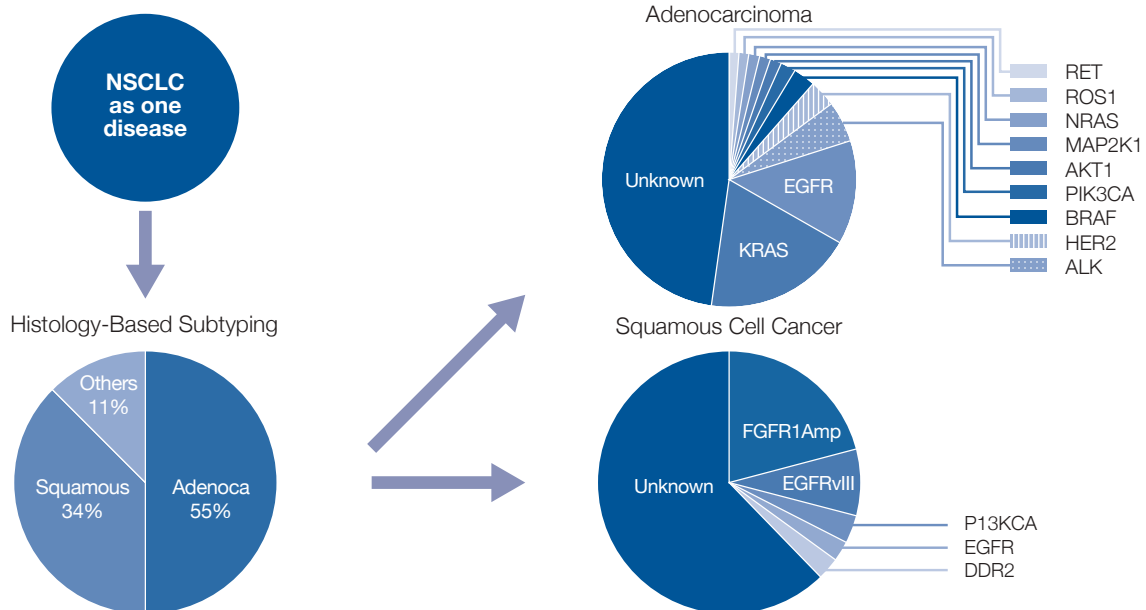 NSCLC
as one
disease
Histology-Based Subtyping
Others
11%
Squamous
34%
Adenoca
55%
Adenocarcinoma
Unknown
EGFR
KRAS
RET
ROS1
NRAS
MAP2K1
AKT1
PIK3CA
BRAF
HER2
ALK
Squamous Cell Cancer
FGFR1Amp
EGFRvIII
Unknown
P13KCA
EGFR
DDR2